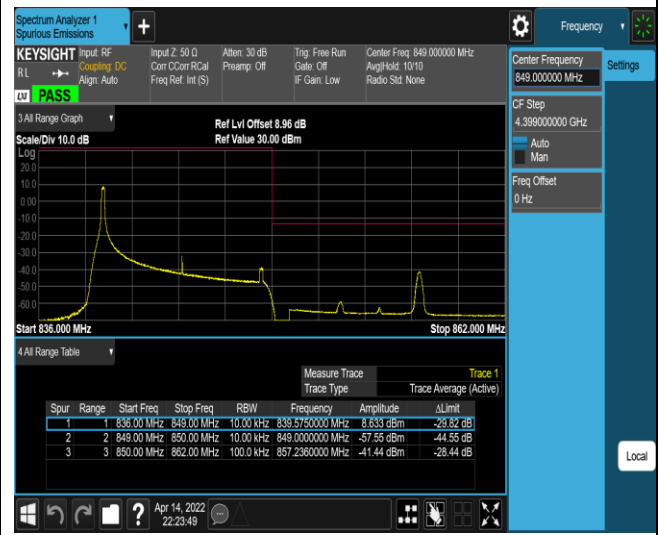 Spectrum Analyzer 1
Spurious Emissions
+
Frequency
KEYSIGHT Input: RF Input Z: 50 Ω Atten: 30 dB Trig: Free Run Center Freq: 849.000000 MHz
RL Coupling: DC Corr CCorr RCal Preamp: Off Gate: Off Avg|Hold: 10/10
Align: Auto Freq Ref: Int (S) IF Gain: Low Radio Std: None
LXI PASS
Center Frequency
849.000000 MHz
Settings
CF Step
4.399000000 GHz
Auto
Man
Freq Offset
0 Hz
3 All Range Graph
Ref Lvl Offset 8.96 dB
Scale/Div 10.0 dB Ref Value 30.00 dBm
Log
20.0
10.0
0.00
-10.0
-20.0
-30.0
-40.0
-50.0
-60.0
Start 836.000 MHz Stop 862.000 MHz
4 All Range Table
Measure Trace Trace 1
Trace Type Trace Average (Active)
Spur Range Start Freq Stop Freq RBW Frequency Amplitude ΔLimit
1 1 836.00 MHz 849.00 MHz 10.00 kHz 839.5750000 MHz 8.633 dBm -29.82 dB
2 2 849.00 MHz 850.00 MHz 10.00 kHz 849.0000000 MHz -57.55 dBm -44.55 dB
3 3 850.00 MHz 862.00 MHz 100.0 kHz 857.2360000 MHz -41.44 dBm -28.44 dB
Local
? Apr 14, 2022
22:23:49